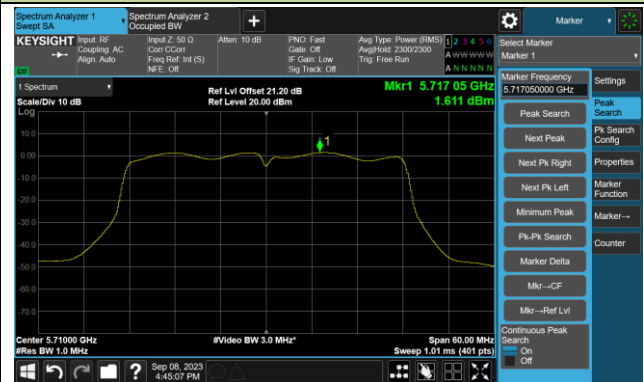 Spectrum Analyzer 1
Swept SA
Spectrum Analyzer 2
Occupied BW
+
Marker
KEYSIGHT
Input: RF
Coupling: AC
Align: Auto
Input Z: 50 Ω
Corr CCorr
Freq Ref: Int (S)
NFE: Off
Atten: 10 dB
PNO: Fast
Gate: Off
IF Gain: Low
Sig Track: Off
Avg Type: Power (RMS)
Avg|Hold: 2300/2300
Trig: Free Run
1 2 3 4 5 6
A W W W W W
A N N N N N
LXI
Select Marker
Marker 1
1 Spectrum
Scale/Div 10 dB
Log
Ref Lvl Offset 21.20 dB
Ref Level 20.00 dBm
Mkr1 5.717 05 GHz
1.611 dBm
10.0
0.00
-10.0
-20.0
-30.0
-40.0
-50.0
-60.0
-70.0
1
Center 5.71000 GHz
#Res BW 1.0 MHz
#Video BW 3.0 MHz*
Span 60.00 MHz
Sweep 1.01 ms (401 pts)
Marker Frequency
5.717050000 GHz
Peak Search
Next Peak
Next Pk Right
Next Pk Left
Minimum Peak
Pk-Pk Search
Marker Delta
Mkr→CF
Mkr→Ref Lvl
Continuous Peak
Search
On
Off
Settings
Peak
Search
Pk Search
Config
Properties
Marker
Function
Marker→
Counter
?
Sep 08, 2023
4:45:07 PM